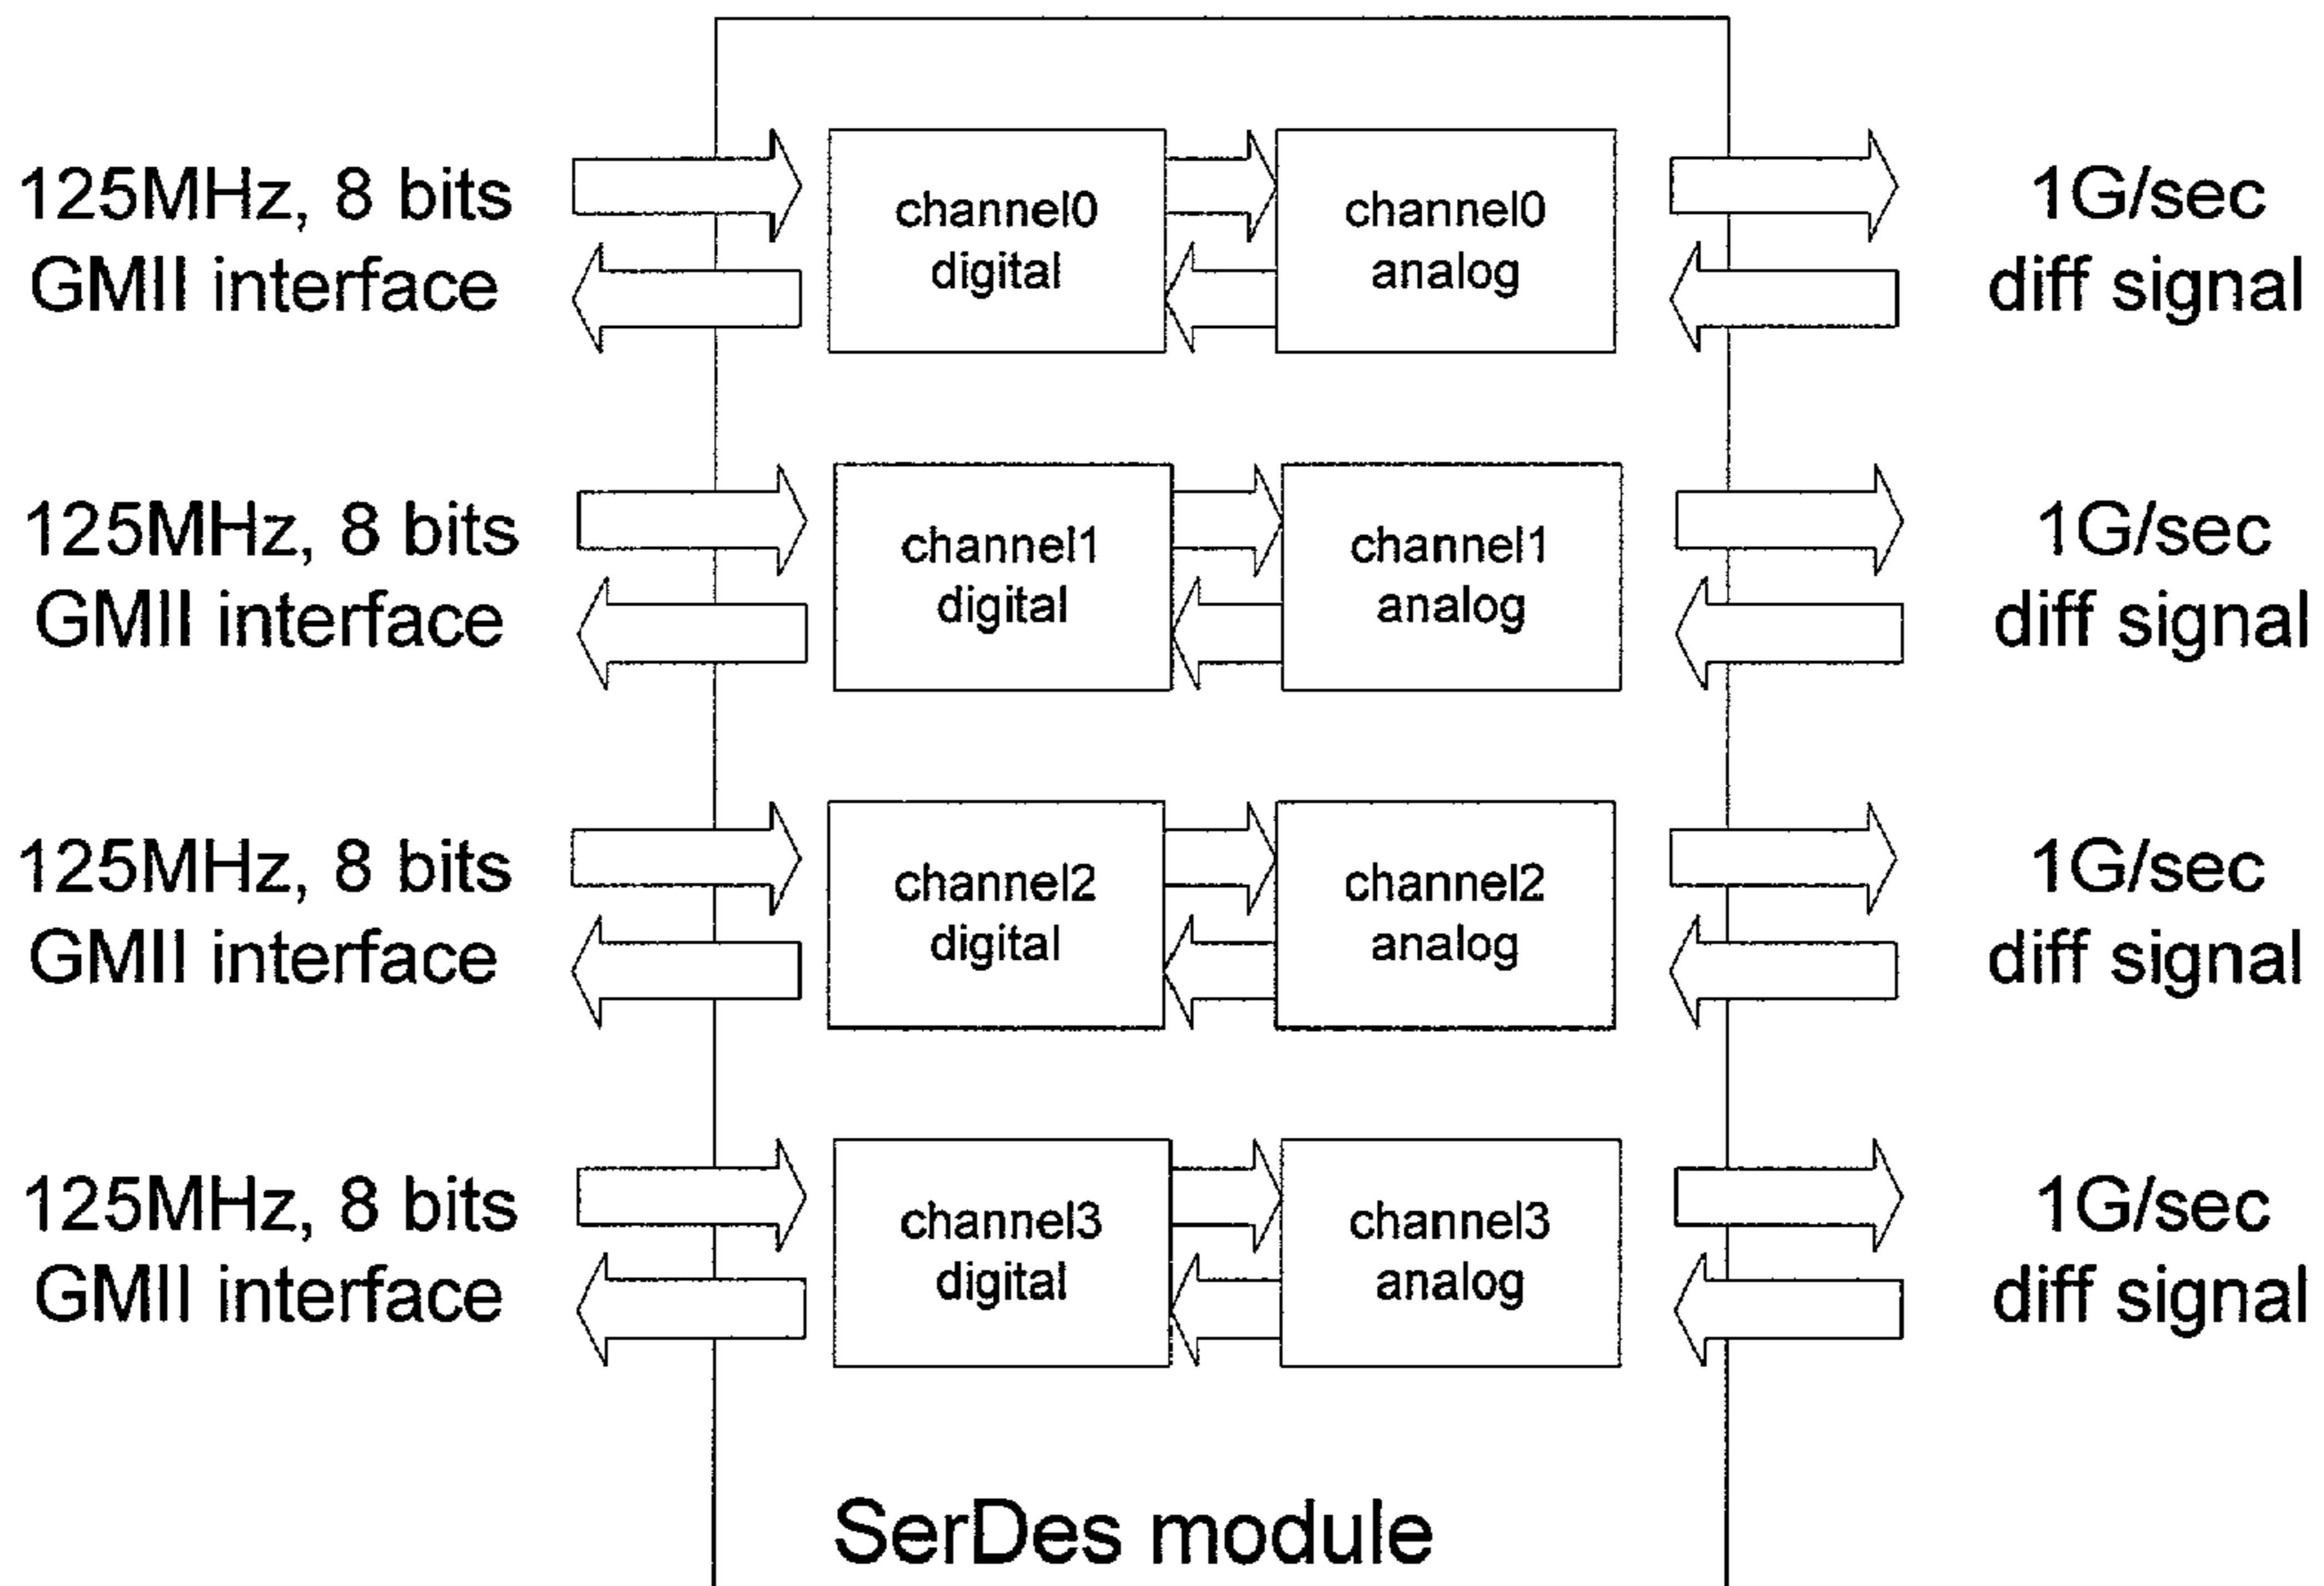 125MHz, 8 bits
GMII interface
channel0
digital
channel0
analog
1G/sec
diff signal
125MHz, 8 bits
GMII interface
channel1
digital
channel1
analog
1G/sec
diff signal
125MHz, 8 bits
GMII interface
channel2
digital
channel2
analog
1G/sec
diff signal
125MHz, 8 bits
GMII interface
channel3
digital
channel3
analog
1G/sec
diff signal
SerDes module